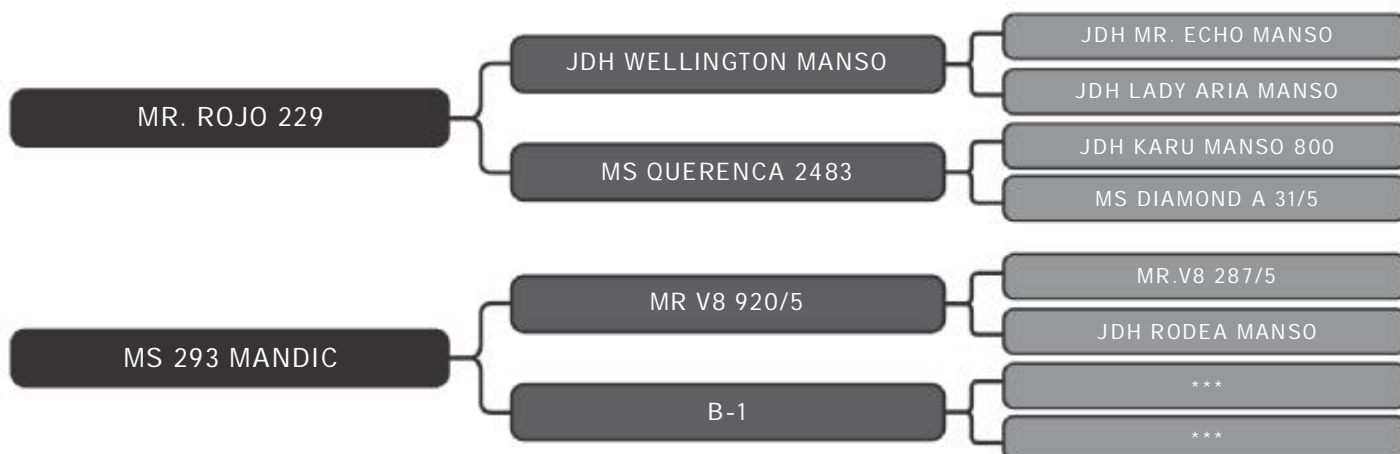 MR. ROJO 229
JDH WELLINGTON MANSO
MS QUERENCA 2483
JDH MR. ECHO MANSO
JDH LADY ARIA MANSO
JDH KARU MANSO 800
MS DIAMOND A 31/5
MS 293 MANDIC
MR V8 920/5
B-1
MR.V8 287/5
JDH RODEA MANSO
***
***